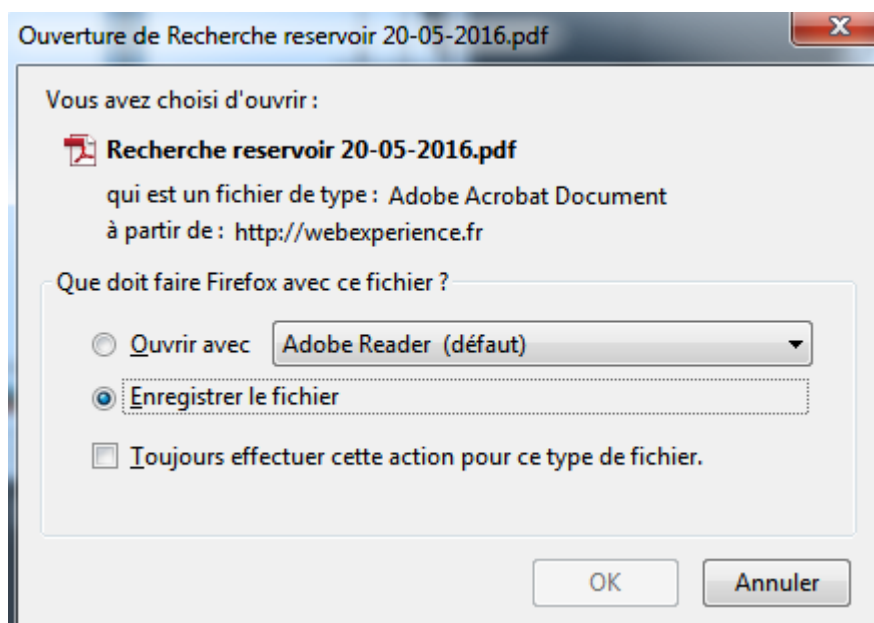 Ouverture de Recherche reservoir 20-05-2016.pdf
Vous avez choisi d'ouvrir :
Recherche reservoir 20-05-2016.pdf
qui est un fichier de type : Adobe Acrobat Document
à partir de : http://webexperience.fr
Que doit faire Firefox avec ce fichier ?
Ouvrir avec Adobe Reader (défaut)
Enregistrer le fichier
Toujours effectuer cette action pour ce type de fichier.
OK Annuler